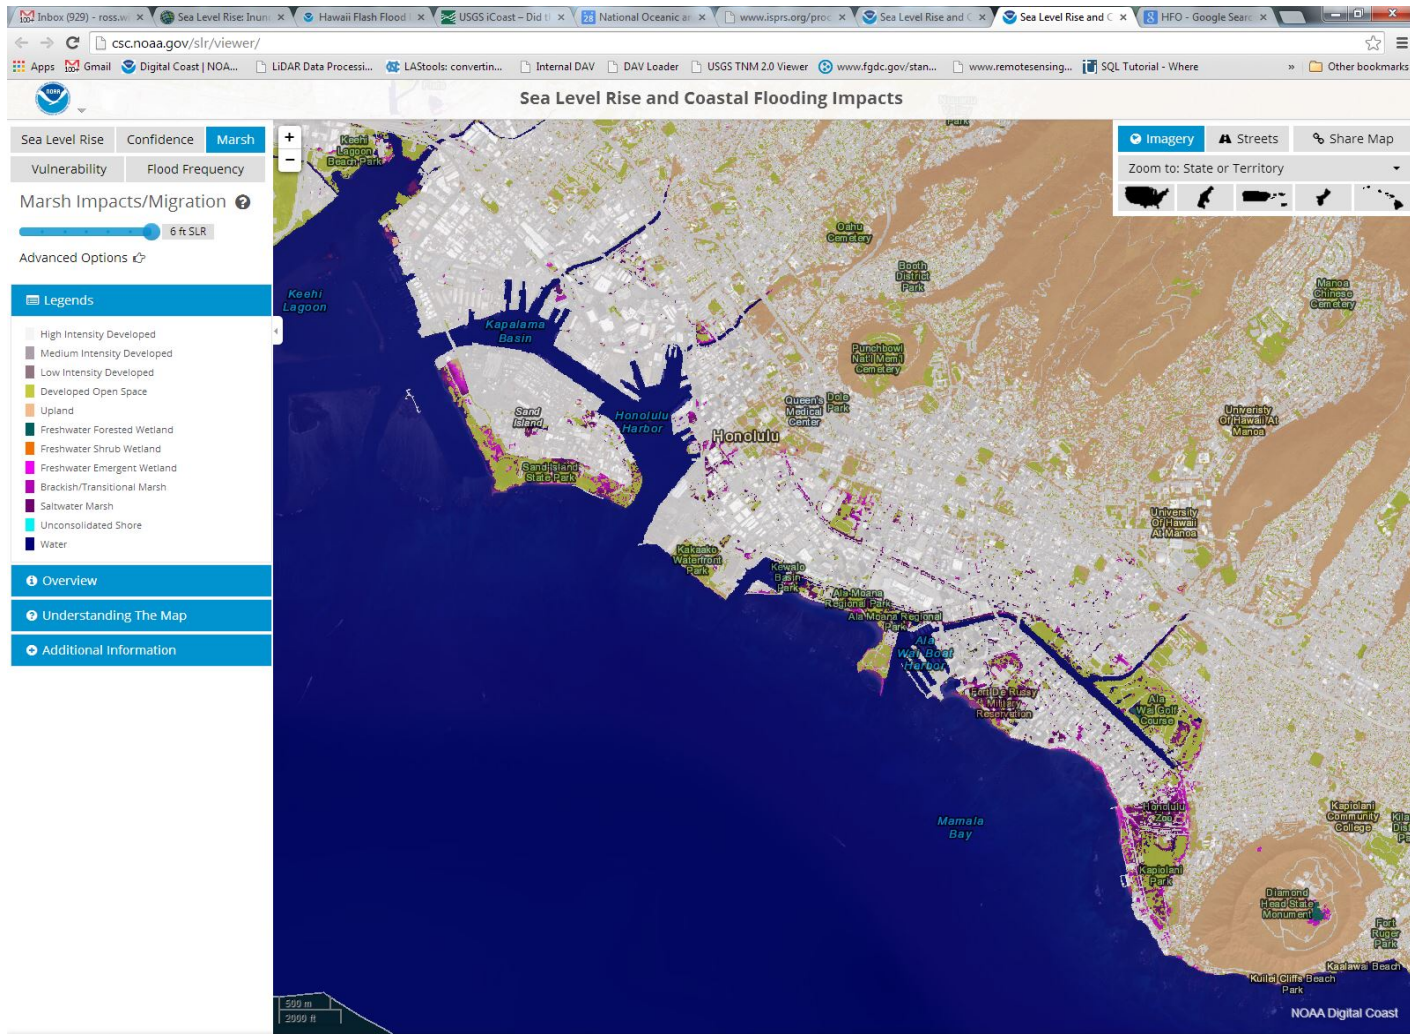 Inbox (929) - ross.w
Sea Level Rise: Inun
Hawaii Flash Flood
USGS iCoast – Did t
National Oceanic ar
www.isprs.org/proc
Sea Level Rise and C
Sea Level Rise and C
HFO - Google Searc
csc.noaa.gov/slr/viewer/
Apps
Gmail
Digital Coast | NOA...
LiDAR Data Processi...
LAStools: convertin...
Internal DAV
DAV Loader
USGS TNM 2.0 Viewer
www.fgdc.gov/stan...
www.remotesensing...
SQL Tutorial - Where
»
Other bookmarks
Sea Level Rise and Coastal Flooding Impacts
Sea Level Rise
Confidence
Marsh
Vulnerability
Flood Frequency
Marsh Impacts/Migration
6 ft SLR
Advanced Options
Legends
High Intensity Developed
Medium Intensity Developed
Low Intensity Developed
Developed Open Space
Upland
Freshwater Forested Wetland
Freshwater Shrub Wetland
Freshwater Emergent Wetland
Brackish/Transitional Marsh
Saltwater Marsh
Unconsolidated Shore
Water
Overview
Understanding The Map
Additional Information
+
−
Imagery
Streets
Share Map
Zoom to: State or Territory
Keehi
Lagoon
Beach Park
Keehi
Lagoon
Kapalama
Basin
Oahu
Cemetery
Booth
District
Park
Manoa
Chinese
Cemetery
Punchbowl
Nat'l Mem'l
Cemetery
Queen's
Medical
Center
Dole
Park
Sand
Island
Honolulu
Harbor
Honolulu
Univeristy
Of Hawaii At
Manoa
Sand Island
State Park
University
Of Hawaii
At Manoa
Kakaako
Waterfront
Park
Kewalo
Basin
Park
Ala Moana
Regional Park
Ala Moana Regional
Park
Ala
Wai Boat
Harbor
Fort De Russy
Military
Reservation
Ala
Wai Golf
Course
Honolulu
Zoo
Kapiolani
Park
Mamala
Bay
Kapiolani
Community
College
Diamond
Head State
Monument
Fort
Ruger
Park
Kaalawai Beach
Kuilei Cliffs Beach
Park
500 m
2000 ft
NOAA Digital Coast